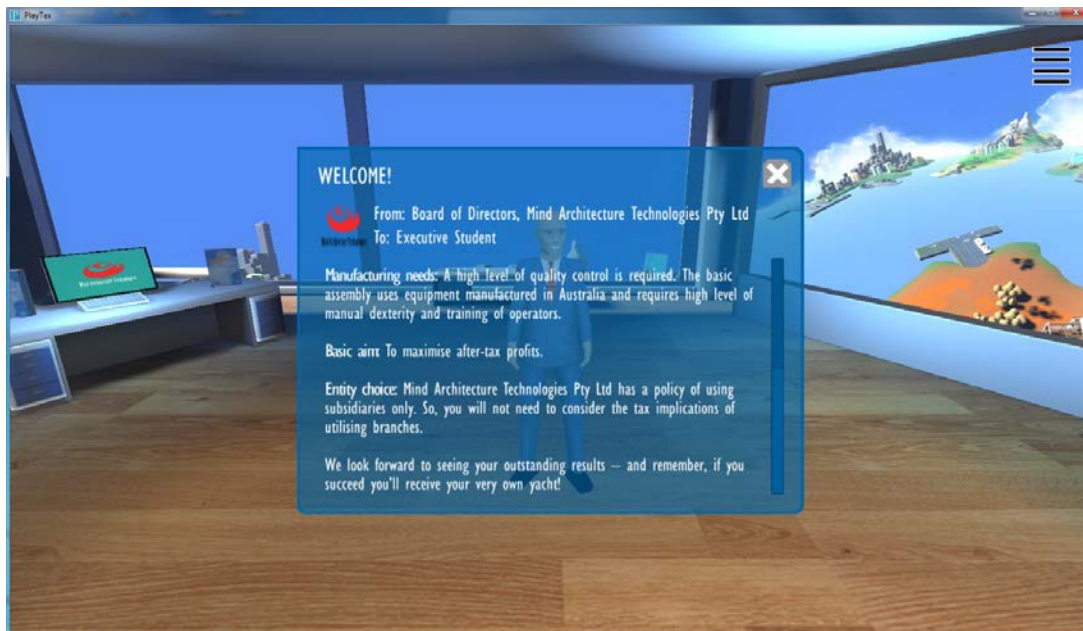 PlayTax
WELCOME!
From: Board of Directors, Mind Architecture Technologies Pty Ltd
To: Executive Student
Manufacturing needs: A high level of quality control is required. The basic
assembly uses equipment manufactured in Australia and requires high level of
manual dexterity and training of operators.
Basic aim: To maximise after-tax profits.
Entity choice: Mind Architecture Technologies Pty Ltd has a policy of using
subsidiaries only. So, you will not need to consider the tax implications of
utilising branches.
We look forward to seeing your outstanding results – and remember, if you
succeed you'll receive your very own yacht!